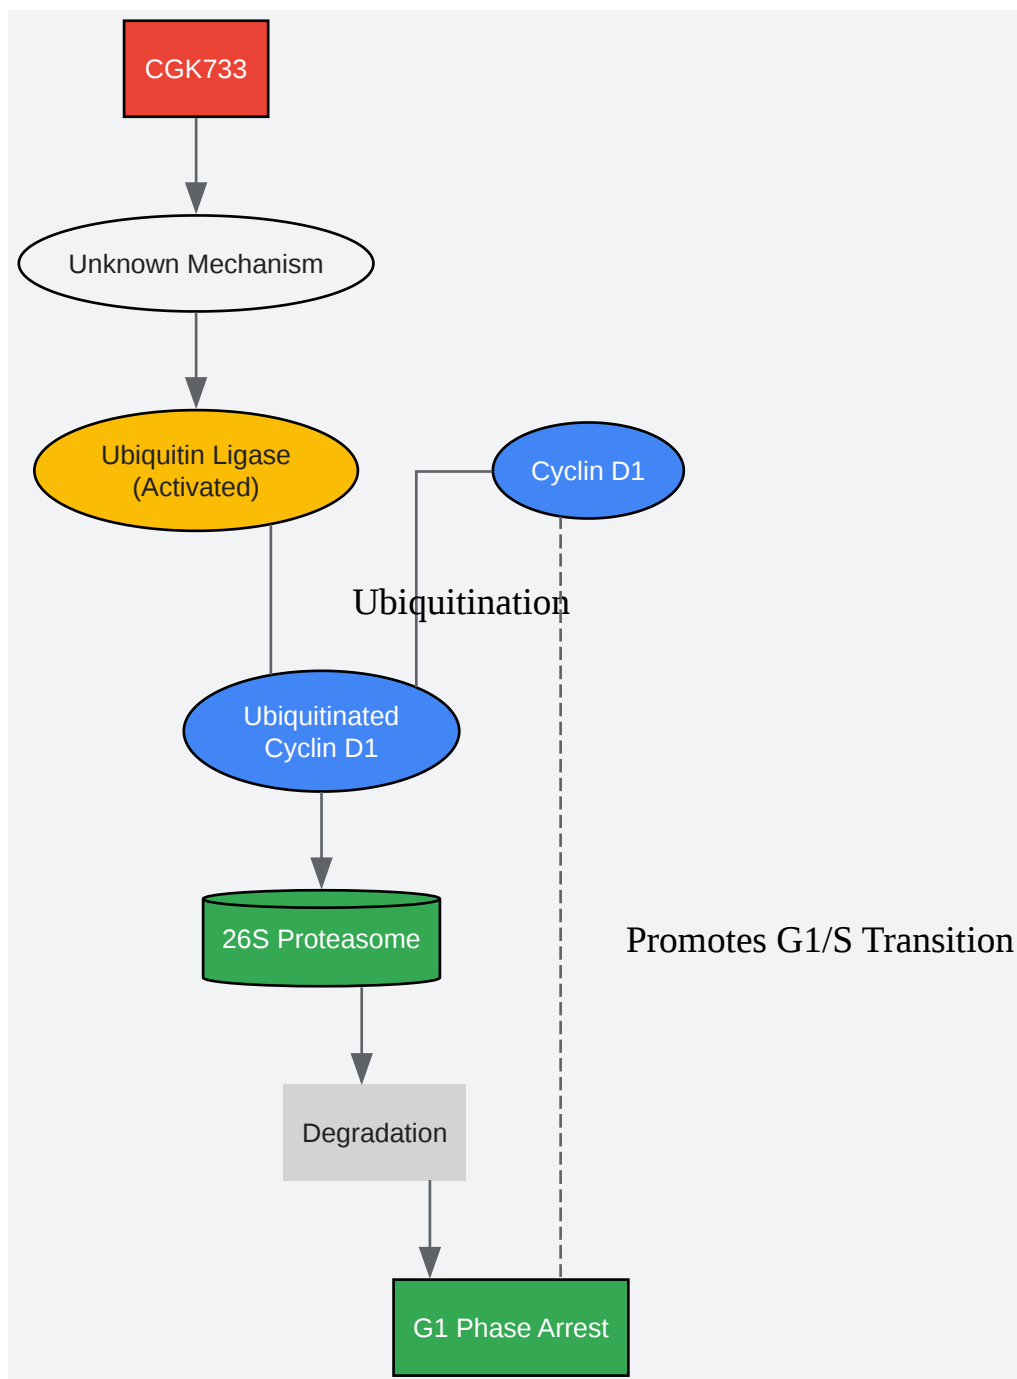 CGK733
Unknown Mechanism
Ubiquitin Ligase
(Activated)
Cyclin D1
Ubiquitination
Ubiquitinated
Cyclin D1
26S Proteasome
Promotes G1/S Transition
Degradation
G1 Phase Arrest